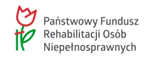 Państwowy Fundusz
Rehabilitacji Osób
Niepełnosprawnych